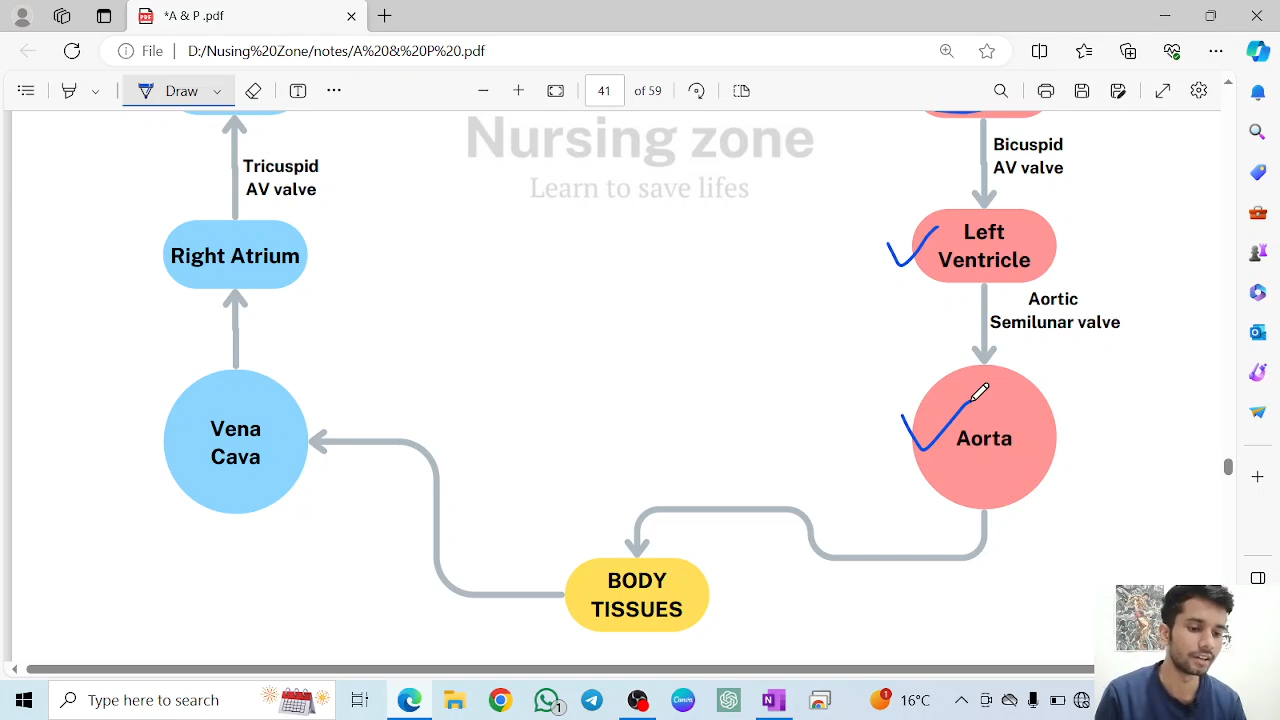 *A & P .pdf
File
D:/Nusing%20Zone/notes/A%20&%20P%20.pdf
Draw
41
of 59
Nursing zone
Learn to save lifes
Tricuspid
AV valve
Bicuspid
AV valve
Right Atrium
Left
Ventricle
Aortic
Semilunar valve
Vena
Cava
Aorta
BODY
TISSUES
Type here to search
1
1
16°C